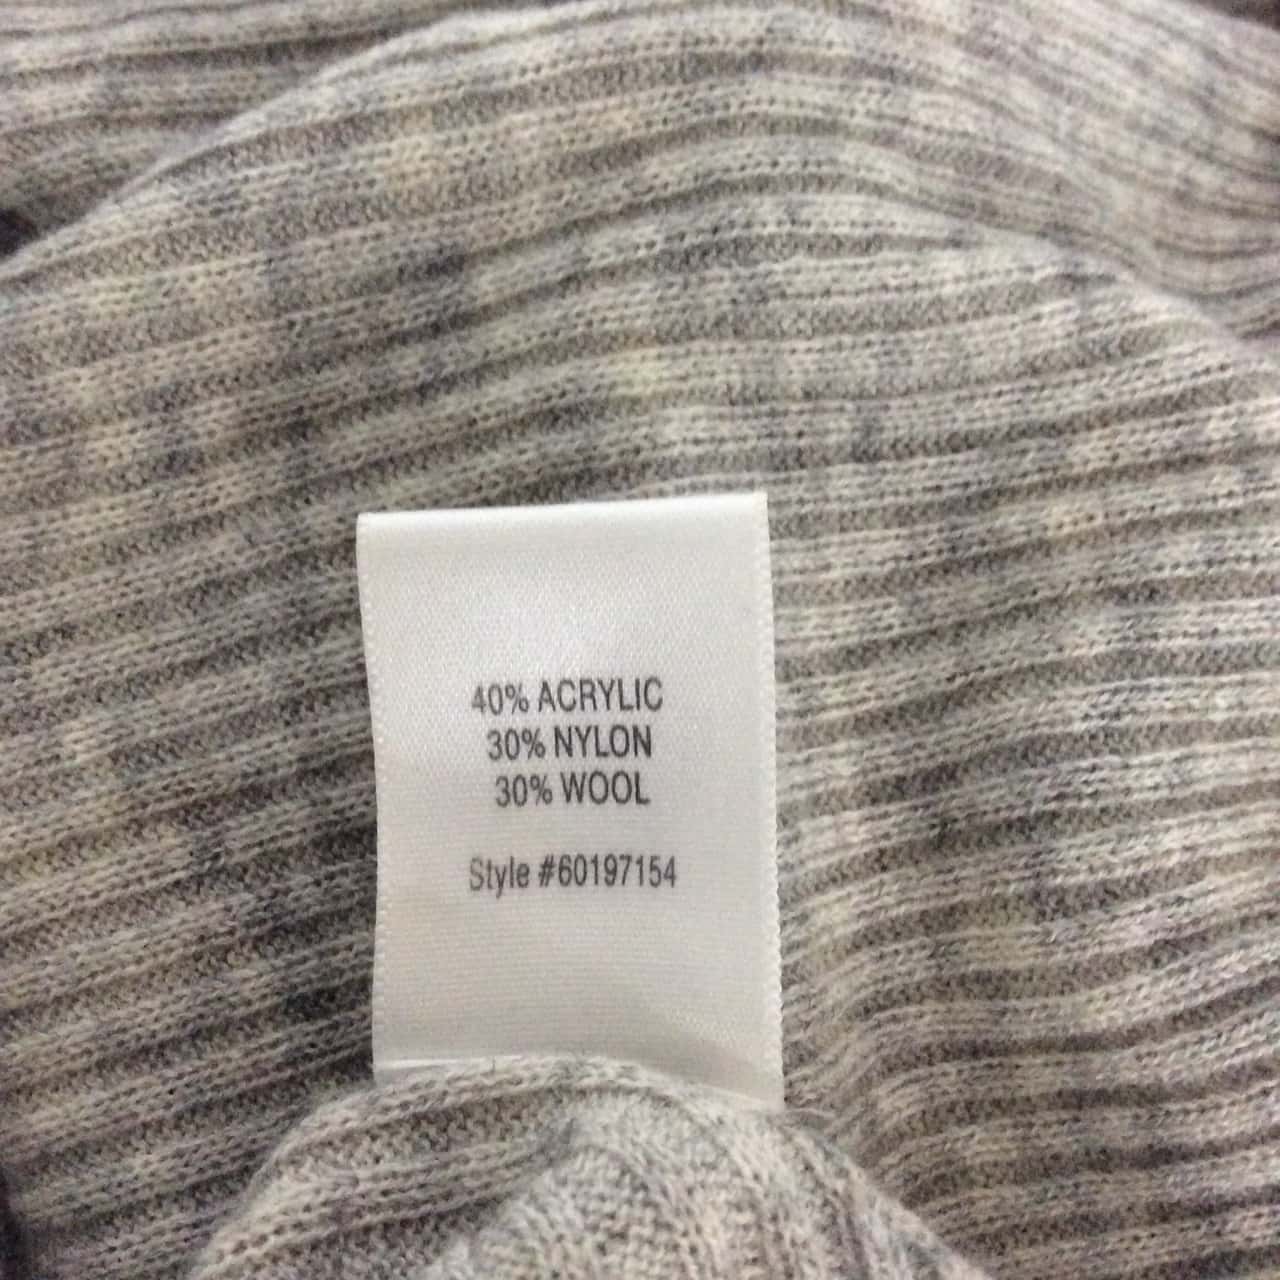 40% ACRYLIC
30% NYLON
30% WOOL
Style #60197154